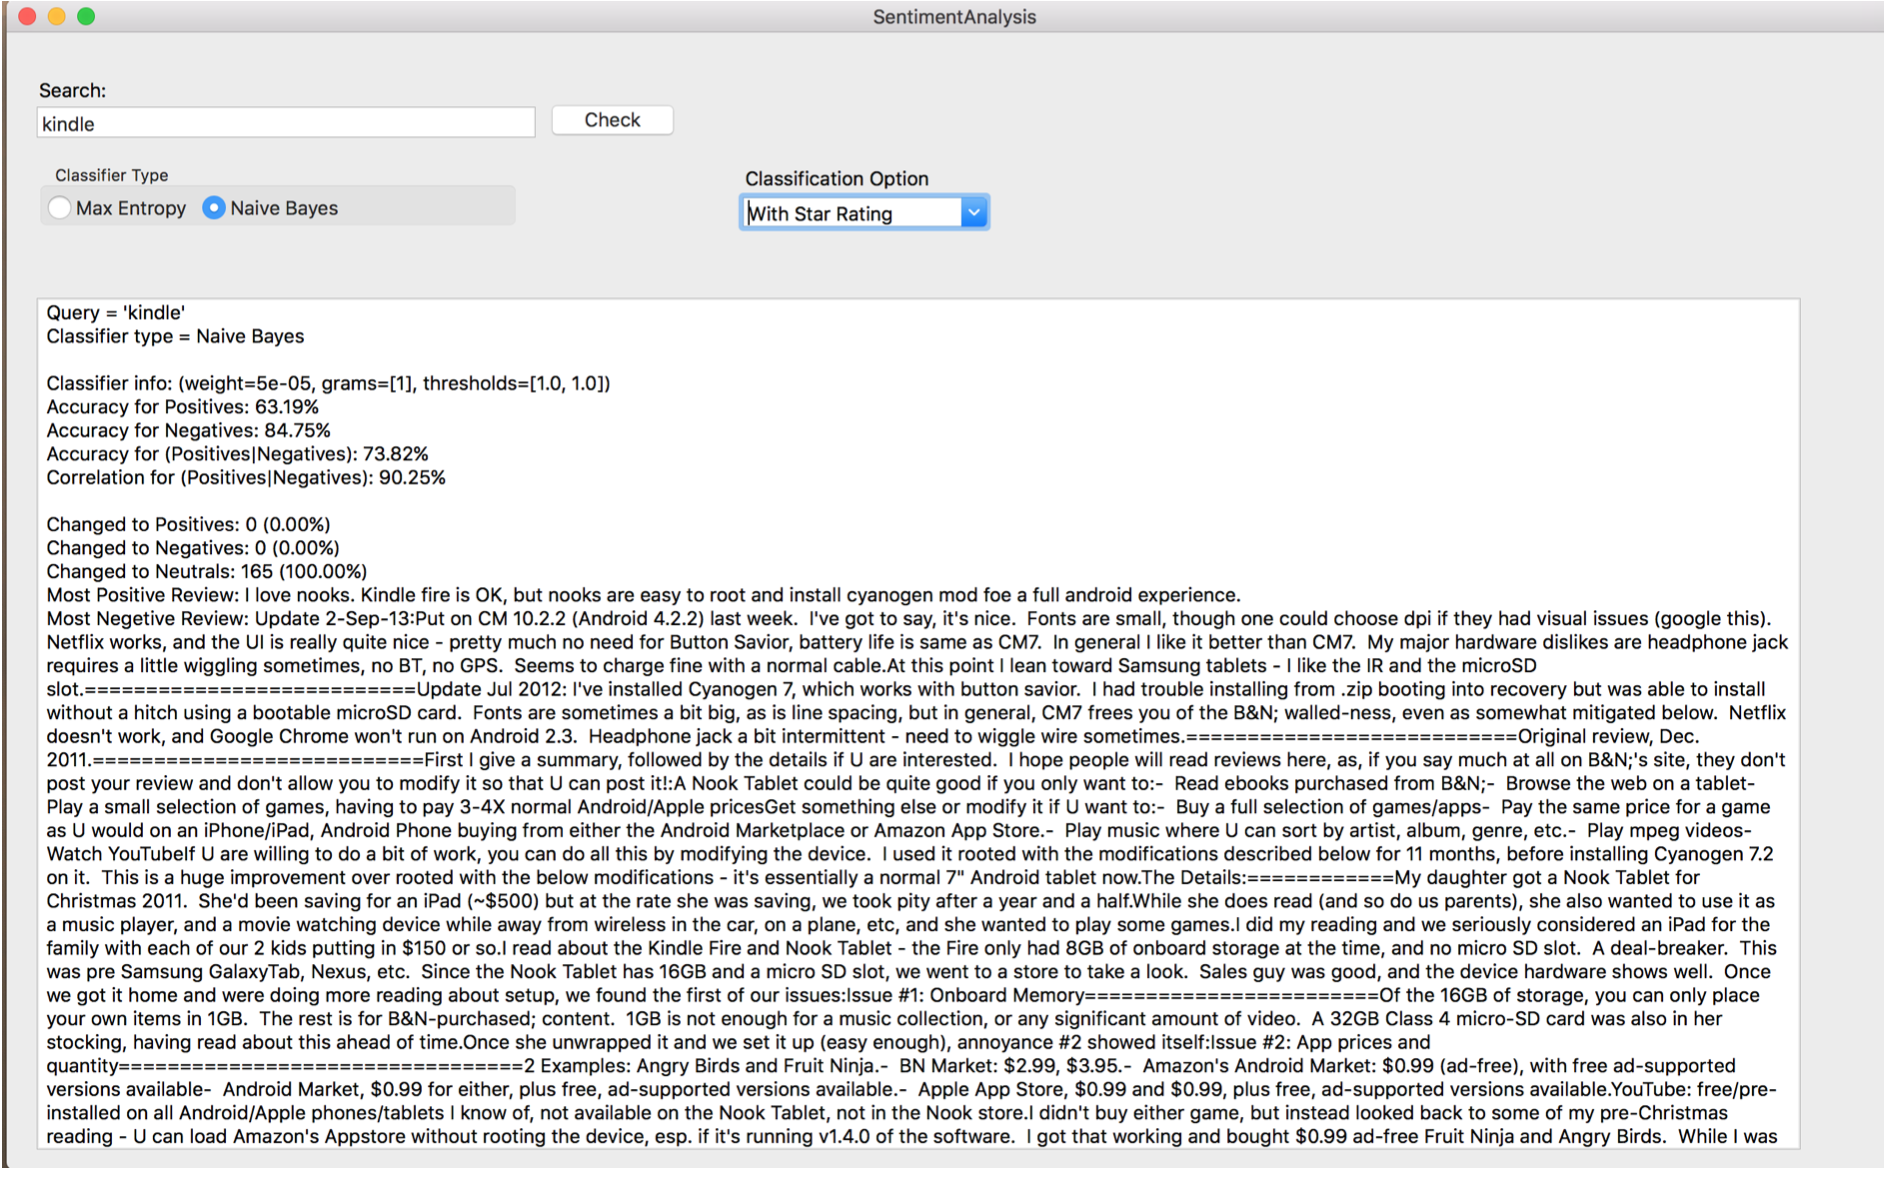 SentimentAnalysis
Search:
kindle
Check
Classifier Type
Max Entropy
Naive Bayes
Classification Option
With Star Rating
Query = 'kindle'
Classifier type = Naive Bayes
Classifier info: (weight=5e-05, grams=[1], thresholds=[1.0, 1.0])
Accuracy for Positives: 63.19%
Accuracy for Negatives: 84.75%
Accuracy for (Positives|Negatives): 73.82%
Correlation for (Positives|Negatives): 90.25%
Changed to Positives: 0 (0.00%)
Changed to Negatives: 0 (0.00%)
Changed to Neutrals: 165 (100.00%)
Most Positive Review: I love nooks. Kindle fire is OK, but nooks are easy to root and install cyanogen mod foe a full android experience.
Most Negetive Review: Update 2-Sep-13:Put on CM 10.2.2 (Android 4.2.2) last week.  I've got to say, it's nice.  Fonts are small, though one could choose dpi if they had visual issues (google this).
Netflix works, and the UI is really quite nice - pretty much no need for Button Savior, battery life is same as CM7.  In general I like it better than CM7.  My major hardware dislikes are headphone jack
requires a little wiggling sometimes, no BT, no GPS.  Seems to charge fine with a normal cable.At this point I lean toward Samsung tablets - I like the IR and the microSD
slot.===========================Update Jul 2012: I've installed Cyanogen 7, which works with button savior.  I had trouble installing from .zip booting into recovery but was able to install
without a hitch using a bootable microSD card.  Fonts are sometimes a bit big, as is line spacing, but in general, CM7 frees you of the B&N; walled-ness, even as somewhat mitigated below.  Netflix
doesn't work, and Google Chrome won't run on Android 2.3.  Headphone jack a bit intermittent - need to wiggle wire sometimes.===========================Original review, Dec.
2011.===========================First I give a summary, followed by the details if U are interested.  I hope people will read reviews here, as, if you say much at all on B&N;'s site, they don't
post your review and don't allow you to modify it so that U can post it!:A Nook Tablet could be quite good if you only want to:-  Read ebooks purchased from B&N;-  Browse the web on a tablet-
Play a small selection of games, having to pay 3-4X normal Android/Apple pricesGet something else or modify it if U want to:-  Buy a full selection of games/apps-  Pay the same price for a game
as U would on an iPhone/iPad, Android Phone buying from either the Android Marketplace or Amazon App Store.-  Play music where U can sort by artist, album, genre, etc.-  Play mpeg videos-
Watch YouTubeIf U are willing to do a bit of work, you can do all this by modifying the device.  I used it rooted with the modifications described below for 11 months, before installing Cyanogen 7.2
on it.  This is a huge improvement over rooted with the below modifications - it's essentially a normal 7" Android tablet now.The Details:============My daughter got a Nook Tablet for
Christmas 2011.  She'd been saving for an iPad (~$500) but at the rate she was saving, we took pity after a year and a half.While she does read (and so do us parents), she also wanted to use it as
a music player, and a movie watching device while away from wireless in the car, on a plane, etc, and she wanted to play some games.I did my reading and we seriously considered an iPad for the
family with each of our 2 kids putting in $150 or so.I read about the Kindle Fire and Nook Tablet - the Fire only had 8GB of onboard storage at the time, and no micro SD slot.  A deal-breaker.  This
was pre Samsung GalaxyTab, Nexus, etc.  Since the Nook Tablet has 16GB and a micro SD slot, we went to a store to take a look.  Sales guy was good, and the device hardware shows well.  Once
we got it home and were doing more reading about setup, we found the first of our issues:Issue #1: Onboard Memory========================Of the 16GB of storage, you can only place
your own items in 1GB.  The rest is for B&N-purchased; content.  1GB is not enough for a music collection, or any significant amount of video.  A 32GB Class 4 micro-SD card was also in her
stocking, having read about this ahead of time.Once she unwrapped it and we set it up (easy enough), annoyance #2 showed itself:Issue #2: App prices and
quantity=================================2 Examples: Angry Birds and Fruit Ninja.-  BN Market: $2.99, $3.95.-  Amazon's Android Market: $0.99 (ad-free), with free ad-supported
versions available-  Android Market, $0.99 for either, plus free, ad-supported versions available.-  Apple App Store, $0.99 and $0.99, plus free, ad-supported versions available.YouTube: free/pre-
installed on all Android/Apple phones/tablets I know of, not available on the Nook Tablet, not in the Nook store.I didn't buy either game, but instead looked back to some of my pre-Christmas
reading - U can load Amazon's Appstore without rooting the device, esp. if it's running v1.4.0 of the software.  I got that working and bought $0.99 ad-free Fruit Ninja and Angry Birds.  While I was